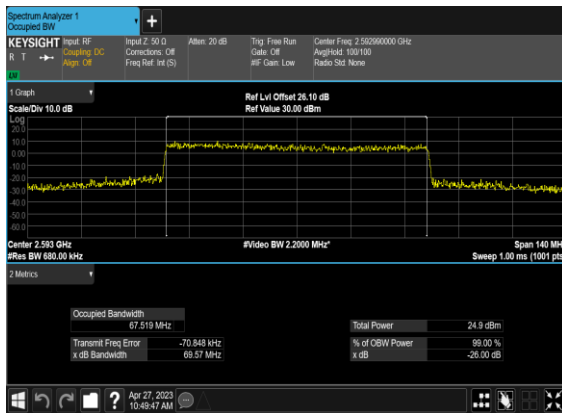 Spectrum Analyzer 1
Occupied BW
KEYSIGHT
R T
Input: RF
Coupling: DC
Align: Off
Input Z: 50 Ω
Corrections: Off
Freq Ref: Int (S)
Atten: 20 dB
Trig: Free Run
Gate: Off
#IF Gain: Low
Center Freq: 2.592990000 GHz
Avg|Hold: 100/100
Radio Std: None
1 Graph
Scale/Div 10.0 dB
Ref Lvl Offset 26.10 dB
Ref Value 30.00 dBm
Log
20.0
10.0
0.00
-10.0
-20.0
-30.0
-40.0
-50.0
-60.0
Center 2.593 GHz
#Res BW 680.00 kHz
#Video BW 2.2000 MHz*
Span 140 MH
Sweep 1.00 ms (1001 pts
2 Metrics
Occupied Bandwidth
67.519 MHz
Transmit Freq Error -70.848 kHz
x dB Bandwidth 69.57 MHz
Total Power 24.9 dBm
% of OBW Power 99.00 %
x dB -26.00 dB
Apr 27, 2023
10:49:47 AM